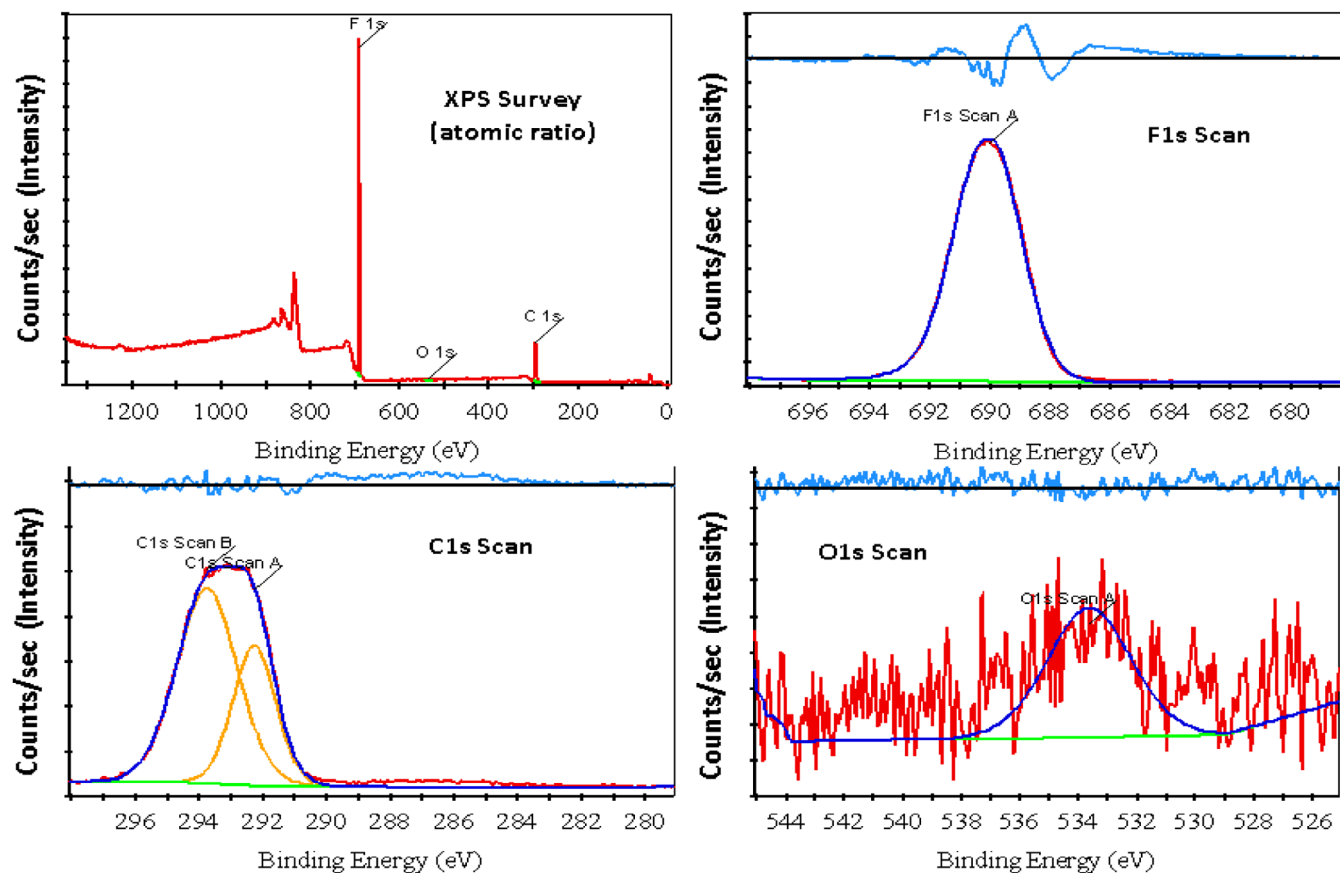 F 1s
XPS Survey
(atomic ratio)
O 1s
C 1s
Counts/sec (Intensity)
1200 1000 800 600 400 200 0
Binding Energy (eV)
F1s Scan A
F1s Scan
Counts/sec (Intensity)
696 694 692 690 688 686 684 682 680
Binding Energy (eV)
C1s Scan B
C1s Scan A
C1s Scan
Counts/sec (Intensity)
296 294 292 290 288 286 284 282 280
Binding Energy (eV)
O1s Scan
O1s Scan A
Counts/sec (Intensity)
544 542 540 538 536 534 532 530 528 526
Binding Energy (eV)